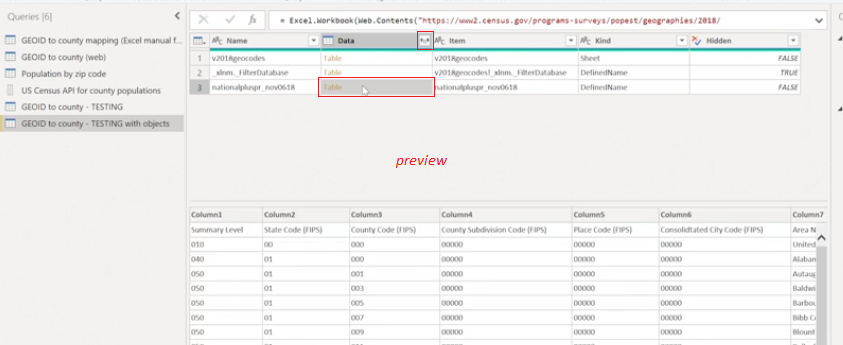 Queries [6]
GEOID to county mapping (Excel manual f...
GEOID to county (web)
Population by zip code
US Census API for county populations
GEOID to county - TESTING
GEOID to county - TESTING with objects
fx = Excel.Workbook(Web.Contents("https://www2.census.gov/programs-surveys/popest/geographies/2018/
Name Data Item Kind Hidden
1 v2018geocodes Table v2018geocodes Sheet FALSE
2 _xlnm._FilterDatabase Table v2018geocodes!_xlnm._FilterDatabase DefinedName TRUE
3 nationalpluspr_nov0618 Table nationalpluspr_nov0618 DefinedName FALSE
preview
Column1 Column2 Column3 Column4 Column5 Column6 Column7
Summary Level State Code (FIPS) County Code (FIPS) County Subdivision Code (FIPS) Place Code (FIPS) Consolidtated City Code (FIPS) Area N
010 00 000 00000 00000 00000 United
040 01 000 00000 00000 00000 Alaban
050 01 001 00000 00000 00000 Autaug
050 01 003 00000 00000 00000 Baldwi
050 01 005 00000 00000 00000 Barbou
050 01 007 00000 00000 00000 Bibb C
050 01 009 00000 00000 00000 Blount